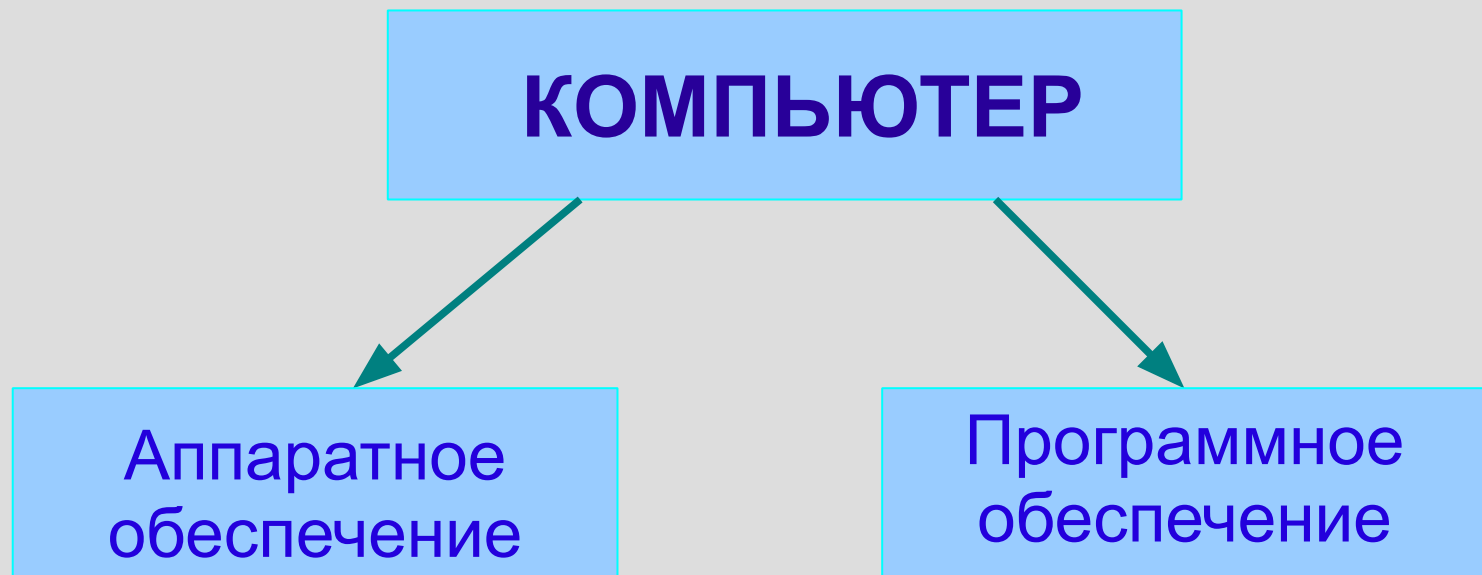 КОМПЬЮТЕР
Аппаратное
обеспечение
Программное
обеспечение